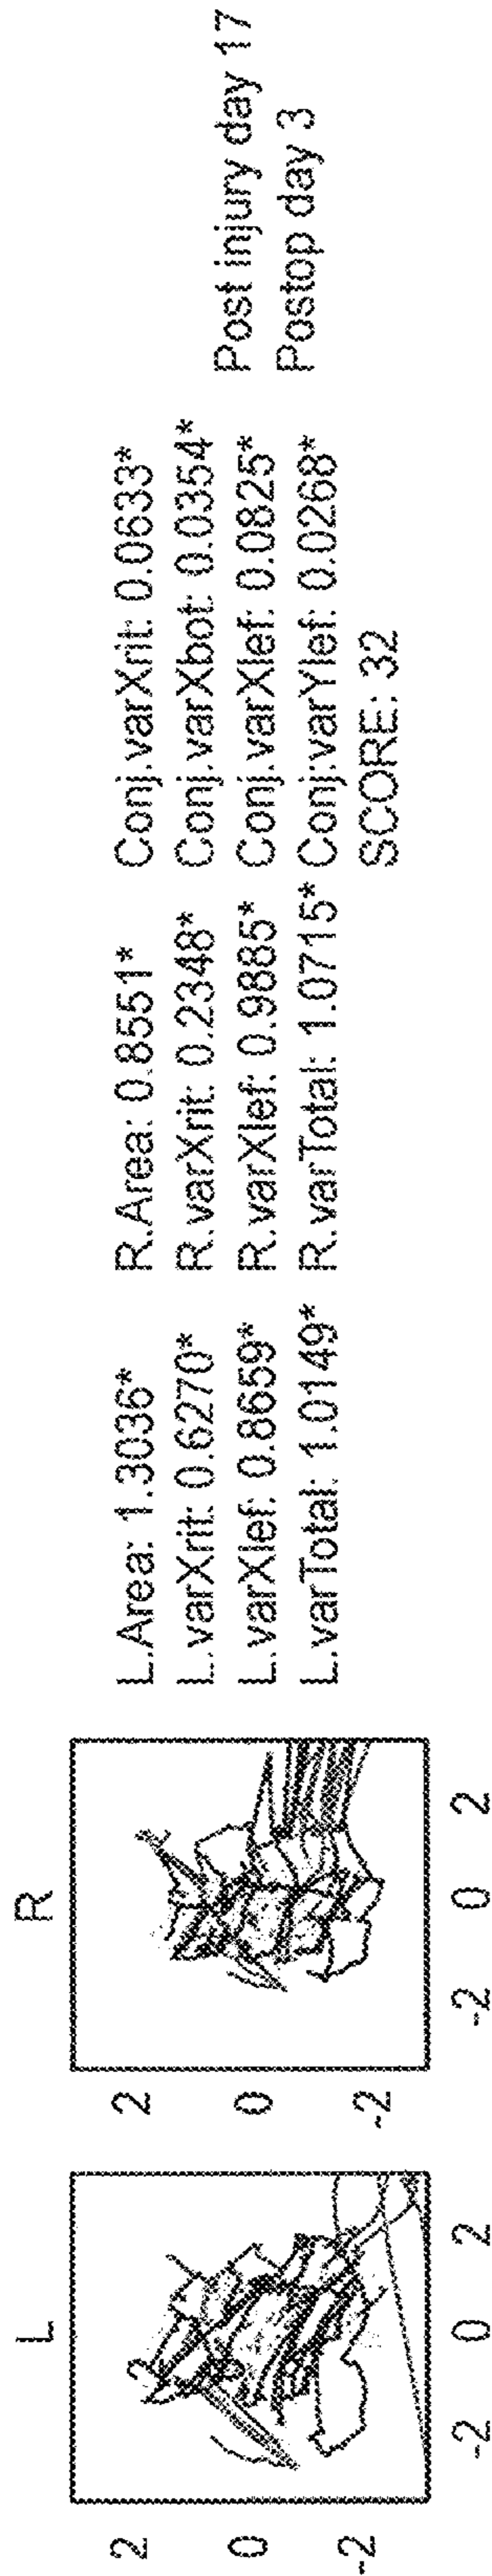 L
R
2
0
-2
-2
0
2
2
0
-2
-2
0
2
L.Area: 1.3036*
L.varXrit: 0.6270*
L.varXlef: 0.8659*
L.varTotal: 1.0149*
R.Area: 0.8551*
R.varXrit: 0.2348*
R.varXlef: 0.9885*
R.varTotal: 1.0715*
Conj.varXrit: 0.0633*
Conj.varXbot: 0.0354*
Conj.varXlef: 0.0825*
Conj.varYlef: 0.0268*
SCORE: 32
Post injury day 17
Postop day 3